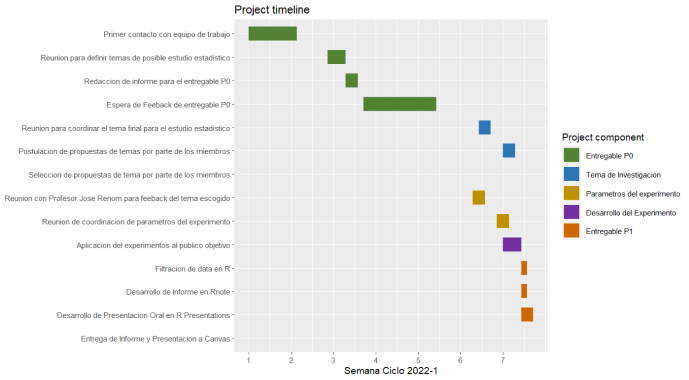 Project timeline
Primer contacto con equipo de trabajo
Reunion para definir temas de posible estudio estadistico
Redaccion de informe para el entregable P0
Espera de Feeback de entregable P0
Reunion para coordinar el tema final para el estudio estadistico
Postulacion de propuestas de temas por parte de los miembros
Seleccion de propuestas de temas por parte de los miembros
Reunion con Profesor Jose Renom para feeback del tema escogido
Reunion de coordinacion de parametros del experimento
Aplicacion del experimentos al publico objetivo
Filtracion de data en R
Desarrollo de Informe en Rnote
Desarrollo de Presentacion Oral en R Presentations
Entrega de Informe y Presentacion a Canvas
1 2 3 4 5 6 7
Semana Ciclo 2022-1
Project component
Entregable P0
Tema de Investigacion
Parametros del experimento
Desarrollo del Experimento
Entregable P1